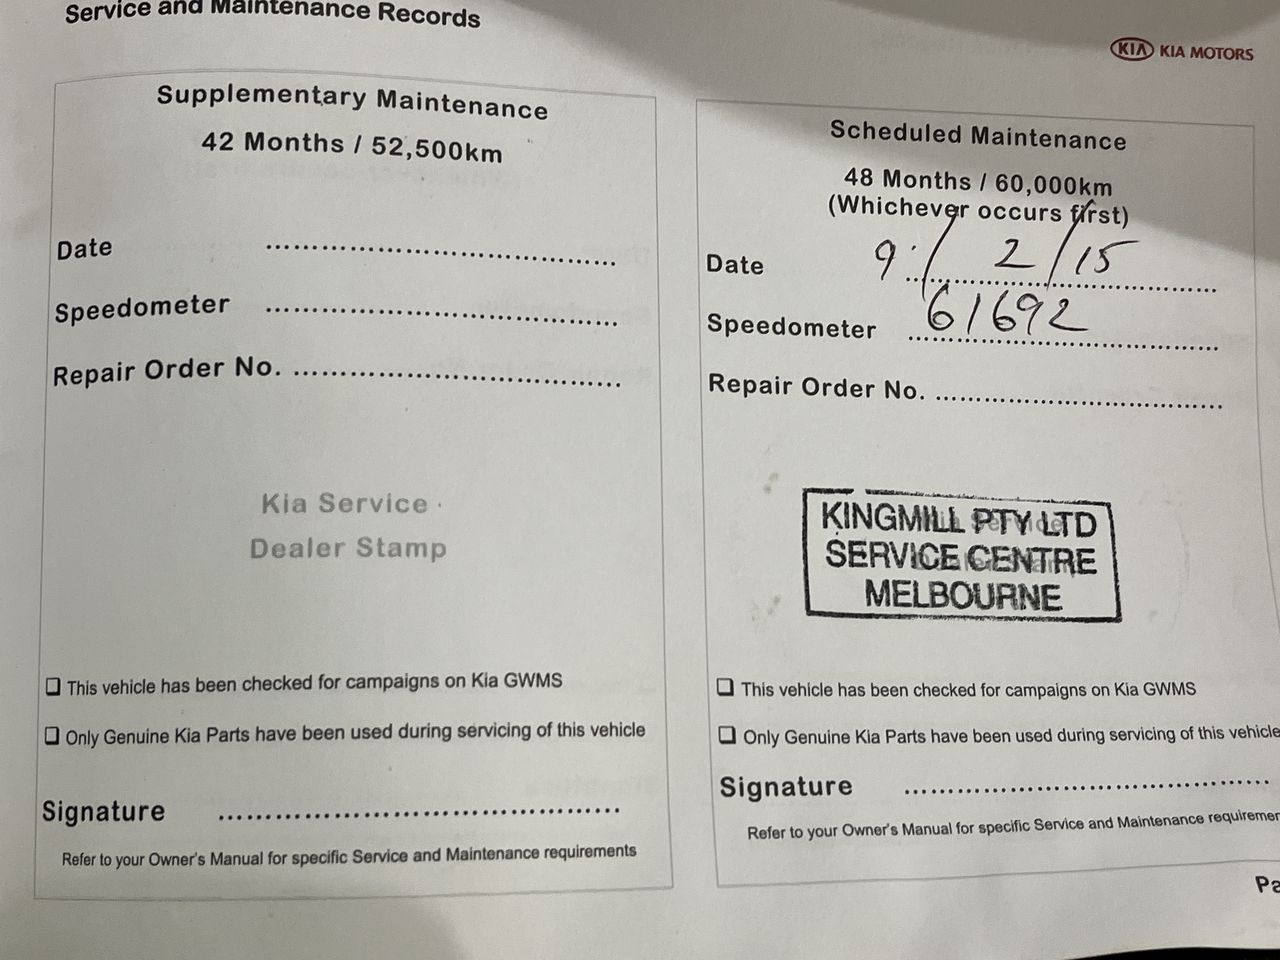 Service and Maintenance Records
KIA KIA MOTORS
Supplementary Maintenance
42 Months / 52,500km
Date ........................................
Speedometer ........................................
Repair Order No. ........................................
Kia Service
Dealer Stamp
❑ This vehicle has been checked for campaigns on Kia GWMS
❑ Only Genuine Kia Parts have been used during servicing of this vehicle
Signature ........................................
Refer to your Owner's Manual for specific Service and Maintenance requirements
Scheduled Maintenance
48 Months / 60,000km
(Whichever occurs first)
Date 9/2/15
Speedometer 61692
Repair Order No. ........................................
KINGMILL PTY LTD
SERVICE CENTRE
MELBOURNE
❑ This vehicle has been checked for campaigns on Kia GWMS
❑ Only Genuine Kia Parts have been used during servicing of this vehicle
Signature ........................................
Refer to your Owner's Manual for specific Service and Maintenance requiremen
Pa